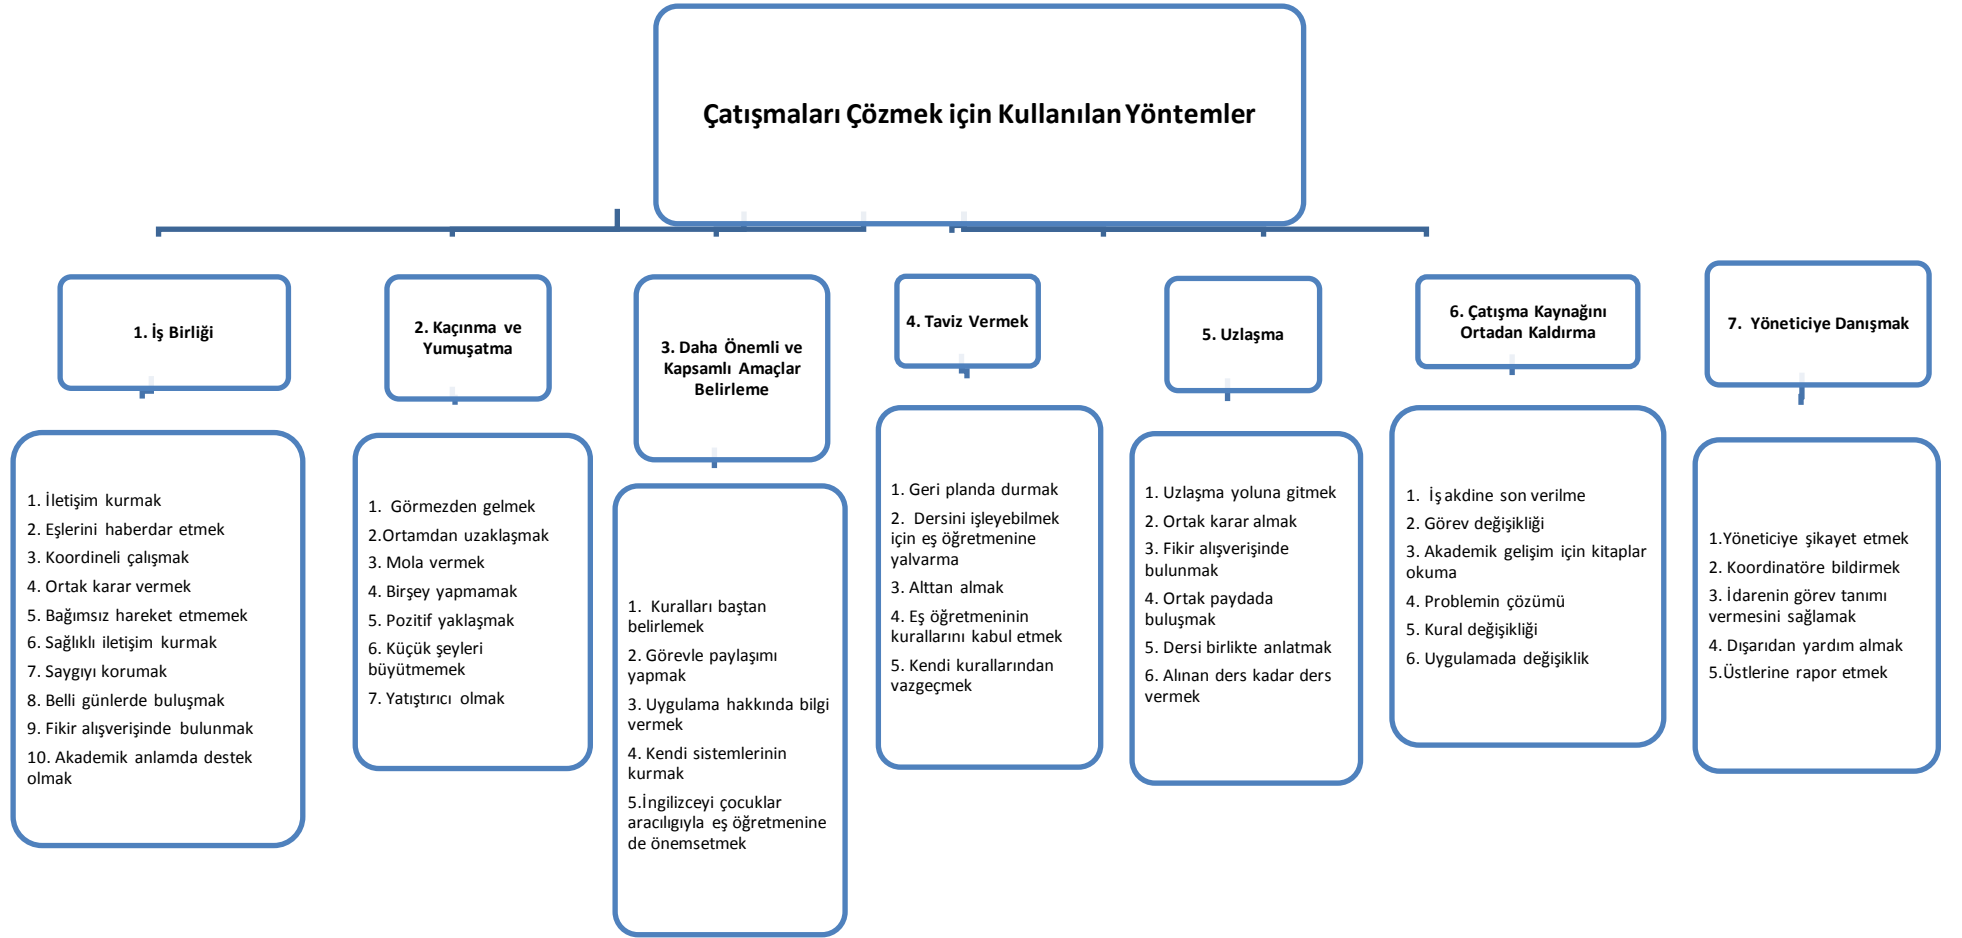 Çatışmaları Çözmek için Kullanılan Yöntemler
1. İş Birliği
1. İletişim kurmak
2. Eşlerini haberdar etmek
3. Koordineli çalışmak
4. Ortak karar vermek
5. Bağımsız hareket etmemek
6. Sağlıklı iletişim kurmak
7. Saygıyı korumak
8. Belli günlerde buluşmak
9. Fikir alışverişinde bulunmak
10. Akademik anlamda destek
olmak
2. Kaçınma ve
Yumuşatma
1. Görmezden gelmek
2.Ortamdan uzaklaşmak
3. Mola vermek
4. Birşey yapmamak
5. Pozitif yaklaşmak
6. Küçük şeyleri
büyütmemek
7. Yatıştırıcı olmak
3. Daha Önemli ve
Kapsamlı Amaçlar
Belirleme
1. Kuralları baştan
belirlemek
2. Görevle paylaşımı
yapmak
3. Uygulama hakkında bilgi
vermek
4. Kendi sistemlerinin
kurmak
5.İngilizceyi çocuklar
aracılıgıyla eş öğretmenine
de önemsetmek
4. Taviz Vermek
1. Geri planda durmak
2. Dersini işleyebilmek
için eş öğretmenine
yalvarma
3. Alttan almak
4. Eş öğretmeninin
kurallarını kabul etmek
5. Kendi kurallarından
vazgeçmek
5. Uzlaşma
1. Uzlaşma yoluna gitmek
2. Ortak karar almak
3. Fikir alışverişinde
bulunmak
4. Ortak paydada
buluşmak
5. Dersi birlikte anlatmak
6. Alınan ders kadar ders
vermek
6. Çatışma Kaynağını
Ortadan Kaldırma
1. İş akdine son verilme
2. Görev değişikliği
3. Akademik gelişim için kitaplar
okuma
4. Problemin çözümü
5. Kural değişikliği
6. Uygulamada değişiklik
7. Yöneticiye Danışmak
1.Yöneticiye şikayet etmek
2. Koordinatöre bildirmek
3. İdarenin görev tanımı
vermesini sağlamak
4. Dışarıdan yardım almak
5.Üstlerine rapor etmek